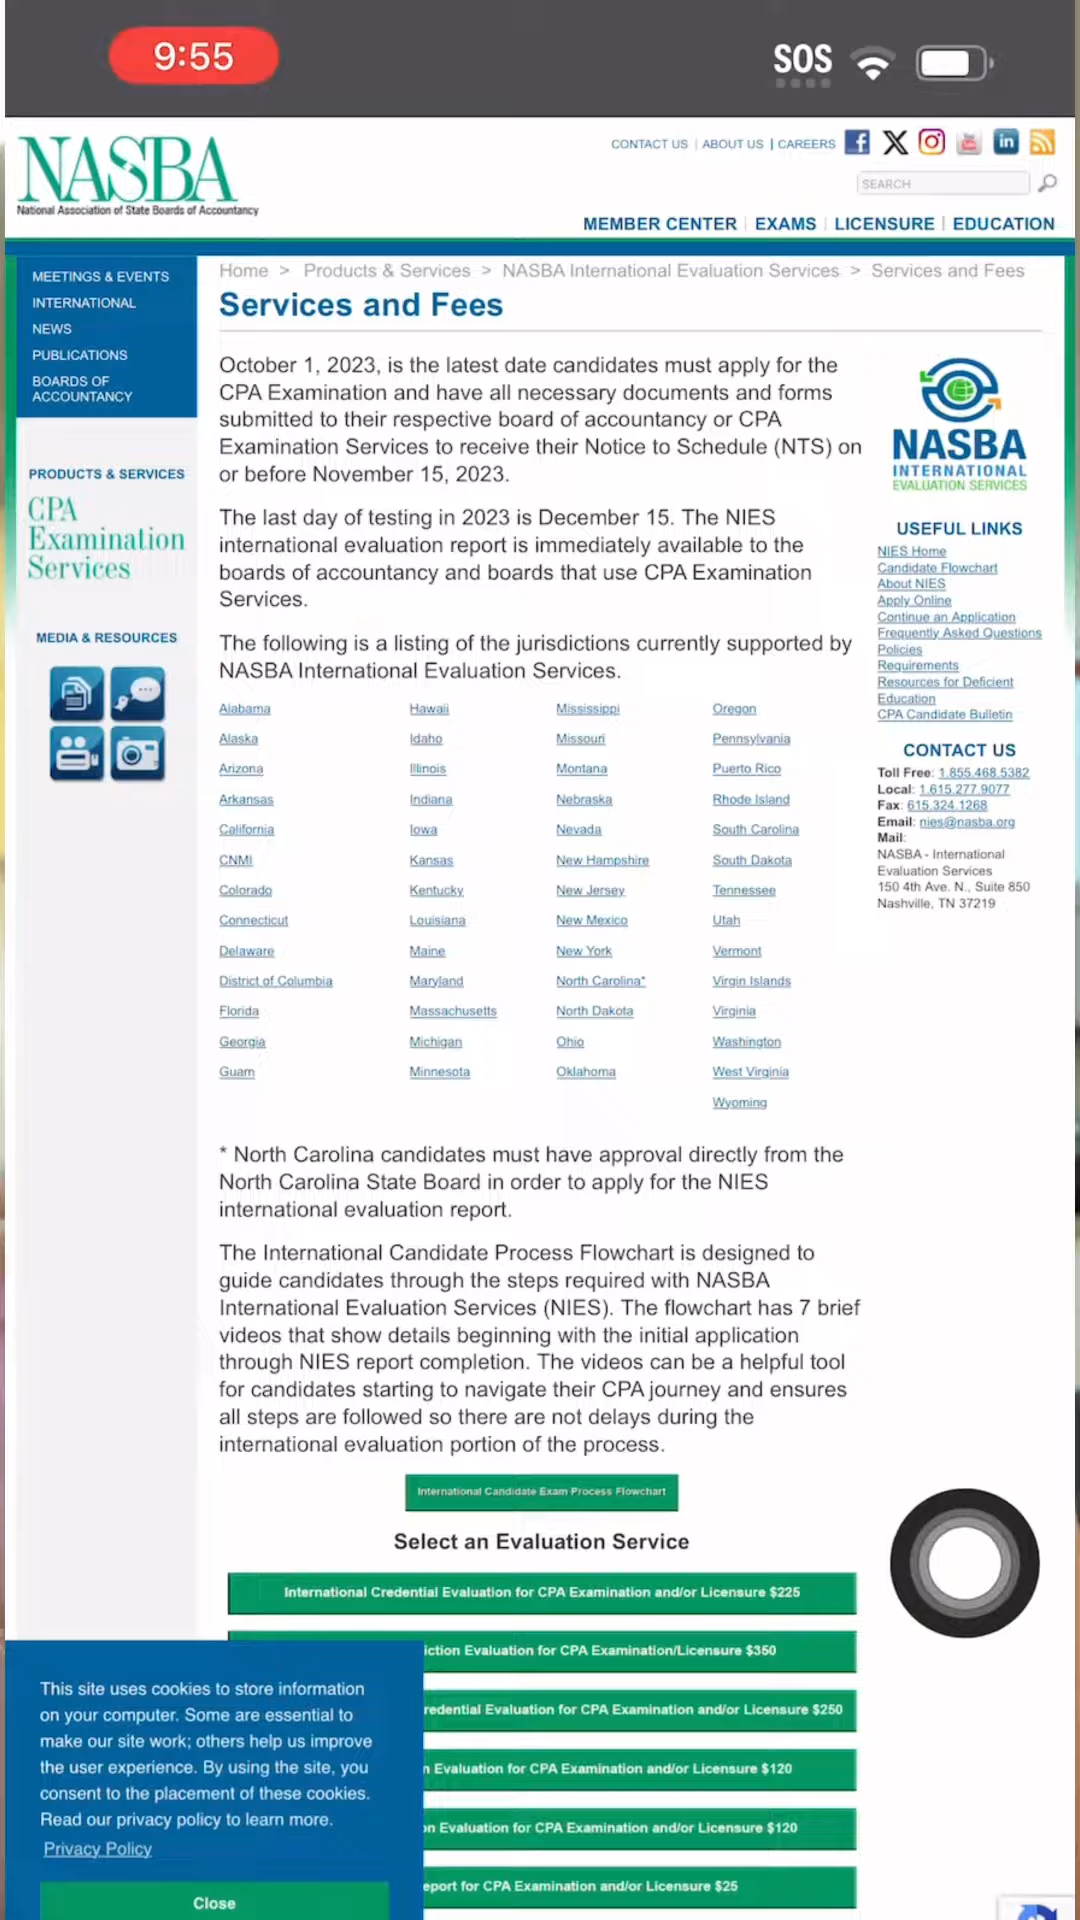 9:55
SOS
NASBA
National Association of State Boards of Accountancy
CONTACT US | ABOUT US | CAREERS
SEARCH
MEMBER CENTER | EXAMS | LICENSURE | EDUCATION
MEETINGS & EVENTS
INTERNATIONAL
NEWS
PUBLICATIONS
BOARDS OF
ACCOUNTANCY
PRODUCTS & SERVICES
CPA
Examination
Services
MEDIA & RESOURCES
Home > Products & Services > NASBA International Evaluation Services > Services and Fees
Services and Fees
October 1, 2023, is the latest date candidates must apply for the
CPA Examination and have all necessary documents and forms
submitted to their respective board of accountancy or CPA
Examination Services to receive their Notice to Schedule (NTS) on
or before November 15, 2023.
The last day of testing in 2023 is December 15. The NIES
international evaluation report is immediately available to the
boards of accountancy and boards that use CPA Examination
Services.
The following is a listing of the jurisdictions currently supported by
NASBA International Evaluation Services.
Alabama Hawaii Mississippi Oregon
Alaska Idaho Missouri Pennsylvania
Arizona Illinois Montana Puerto Rico
Arkansas Indiana Nebraska Rhode Island
California Iowa Nevada South Carolina
CNMI Kansas New Hampshire South Dakota
Colorado Kentucky New Jersey Tennessee
Connecticut Louisiana New Mexico Utah
Delaware Maine New York Vermont
District of Columbia Maryland North Carolina* Virgin Islands
Florida Massachusetts North Dakota Virginia
Georgia Michigan Ohio Washington
Guam Minnesota Oklahoma West Virginia
Wyoming
* North Carolina candidates must have approval directly from the
North Carolina State Board in order to apply for the NIES
international evaluation report.
The International Candidate Process Flowchart is designed to
guide candidates through the steps required with NASBA
International Evaluation Services (NIES). The flowchart has 7 brief
videos that show details beginning with the initial application
through NIES report completion. The videos can be a helpful tool
for candidates starting to navigate their CPA journey and ensures
all steps are followed so there are not delays during the
international evaluation portion of the process.
International Candidate Exam Process Flowchart
Select an Evaluation Service
International Credential Evaluation for CPA Examination and/or Licensure $225
iction Evaluation for CPA Examination/Licensure $350
redential Evaluation for CPA Examination and/or Licensure $250
n Evaluation for CPA Examination and/or Licensure $120
on Evaluation for CPA Examination and/or Licensure $120
eport for CPA Examination and/or Licensure $25
NASBA
INTERNATIONAL
EVALUATION SERVICES
USEFUL LINKS
NIES Home
Candidate Flowchart
About NIES
Apply Online
Continue an Application
Frequently Asked Questions
Policies
Requirements
Resources for Deficient
Education
CPA Candidate Bulletin
CONTACT US
Toll Free: 1.855.468.5382
Local: 1.615.277.9077
Fax: 615.324.1268
Email: nies@nasba.org
Mail:
NASBA - International
Evaluation Services
150 4th Ave. N., Suite 850
Nashville, TN 37219
This site uses cookies to store information
on your computer. Some are essential to
make our site work; others help us improve
the user experience. By using the site, you
consent to the placement of these cookies.
Read our privacy policy to learn more.
Privacy Policy
Close